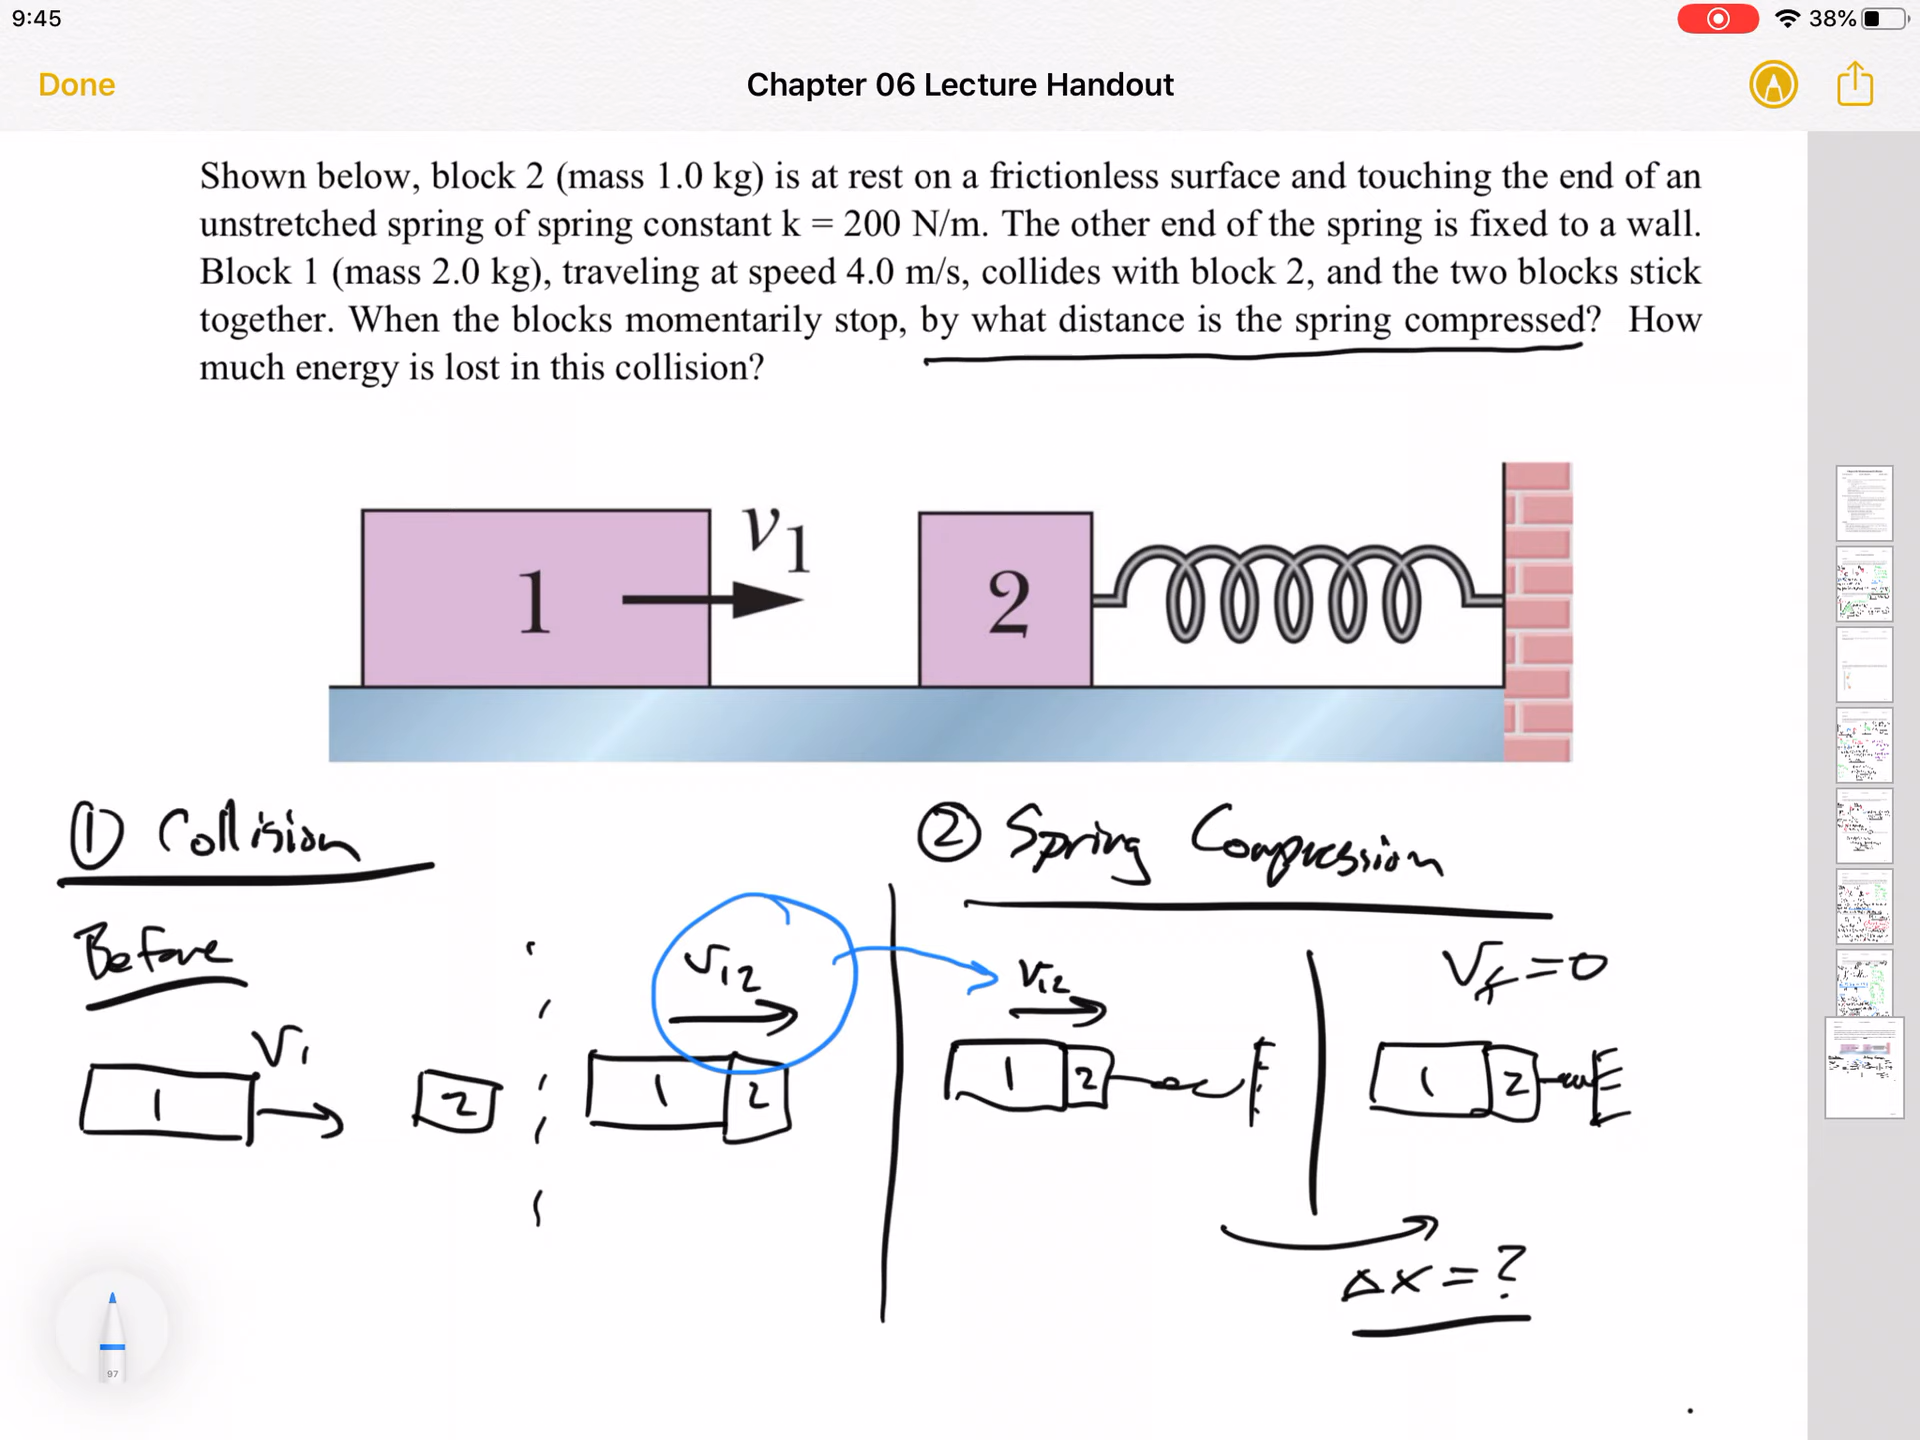 9:45
38%
Done
Chapter 06 Lecture Handout
Shown below, block 2 (mass 1.0 kg) is at rest on a frictionless surface and touching the end of an
unstretched spring of spring constant k = 200 N/m. The other end of the spring is fixed to a wall.
Block 1 (mass 2.0 kg), traveling at speed 4.0 m/s, collides with block 2, and the two blocks stick
together. When the blocks momentarily stop, by what distance is the spring compressed? How
much energy is lost in this collision?
1
v1
2
① Collision
② Spring Compression
Before
V1
1
2
V12
1 2
V12
1 2
Vf=0
1 2
Δx=?
97